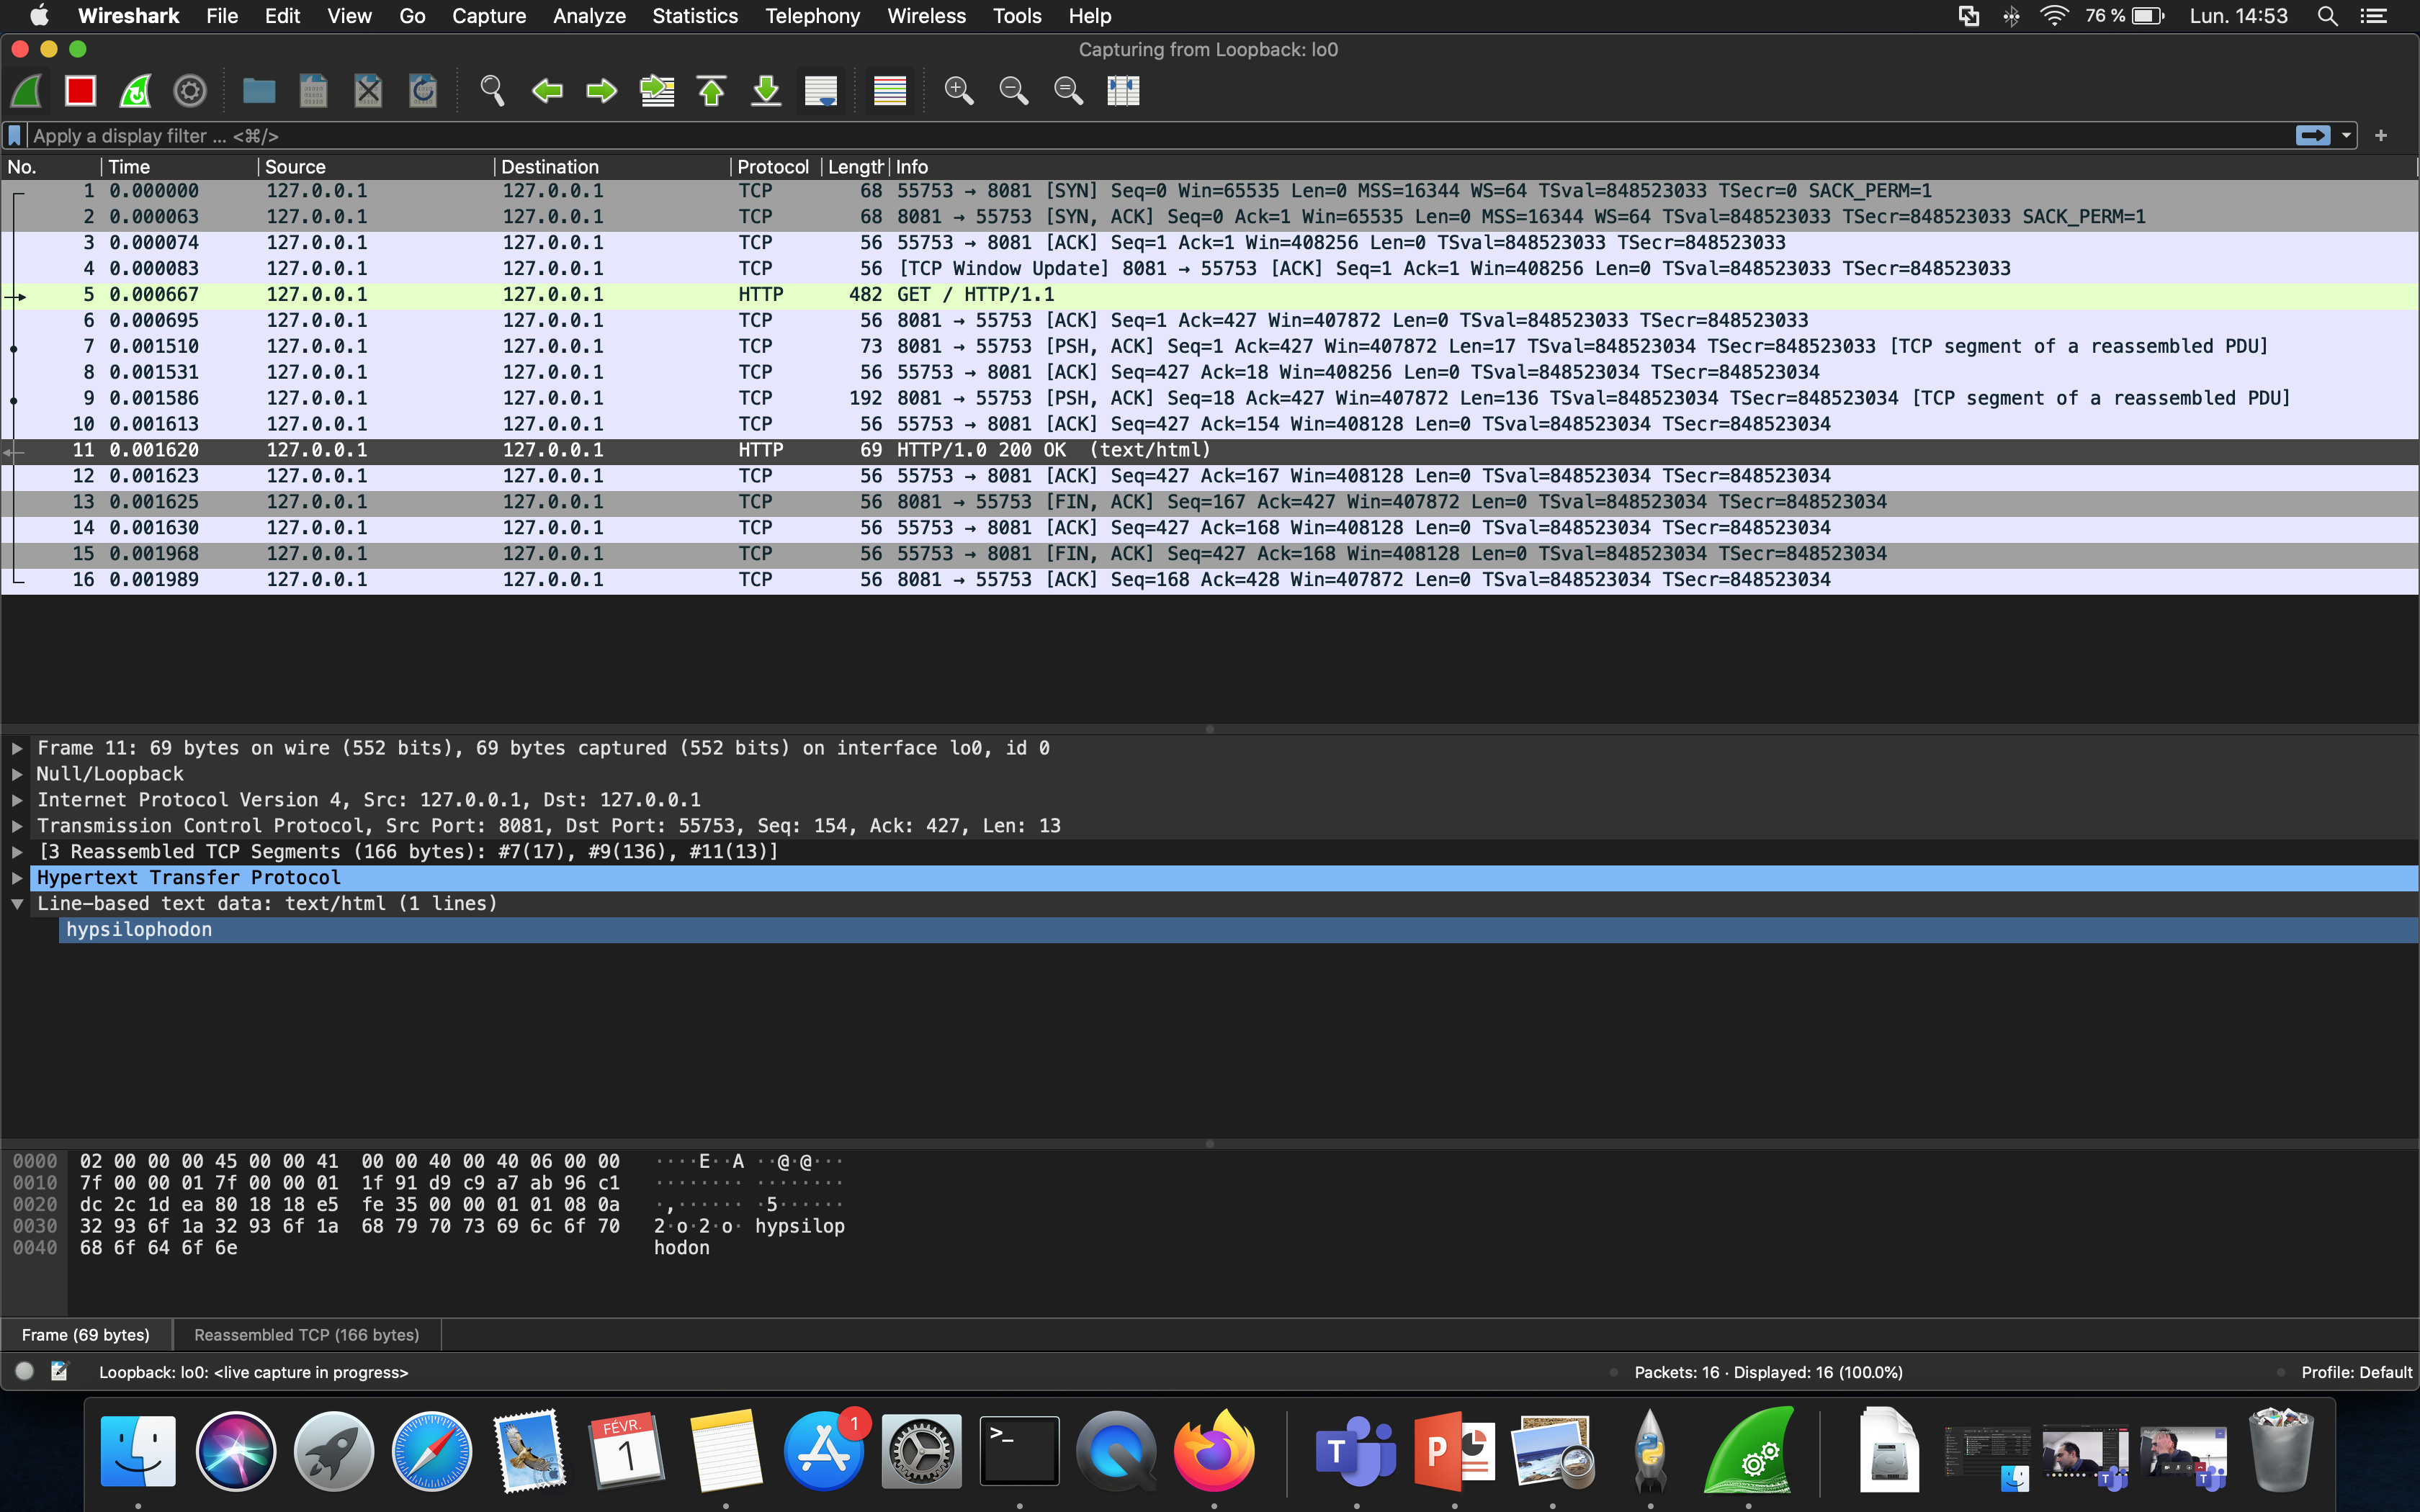 Wireshark File Edit View Go Capture Analyze Statistics Telephony Wireless Tools Help 76 % Lun. 14:53
Capturing from Loopback: lo0
Apply a display filter ... <⌘/>
No. Time Source Destination Protocol Length Info
1 0.000000 127.0.0.1 127.0.0.1 TCP 68 55753 → 8081 [SYN] Seq=0 Win=65535 Len=0 MSS=16344 WS=64 TSval=848523033 TSecr=0 SACK_PERM=1
2 0.000063 127.0.0.1 127.0.0.1 TCP 68 8081 → 55753 [SYN, ACK] Seq=0 Ack=1 Win=65535 Len=0 MSS=16344 WS=64 TSval=848523033 TSecr=848523033 SACK_PERM=1
3 0.000074 127.0.0.1 127.0.0.1 TCP 56 55753 → 8081 [ACK] Seq=1 Ack=1 Win=408256 Len=0 TSval=848523033 TSecr=848523033
4 0.000083 127.0.0.1 127.0.0.1 TCP 56 [TCP Window Update] 8081 → 55753 [ACK] Seq=1 Ack=1 Win=408256 Len=0 TSval=848523033 TSecr=848523033
5 0.000667 127.0.0.1 127.0.0.1 HTTP 482 GET / HTTP/1.1
6 0.000695 127.0.0.1 127.0.0.1 TCP 56 8081 → 55753 [ACK] Seq=1 Ack=427 Win=407872 Len=0 TSval=848523033 TSecr=848523033
7 0.001510 127.0.0.1 127.0.0.1 TCP 73 8081 → 55753 [PSH, ACK] Seq=1 Ack=427 Win=407872 Len=17 TSval=848523034 TSecr=848523033 [TCP segment of a reassembled PDU]
8 0.001531 127.0.0.1 127.0.0.1 TCP 56 55753 → 8081 [ACK] Seq=427 Ack=18 Win=408256 Len=0 TSval=848523034 TSecr=848523034
9 0.001586 127.0.0.1 127.0.0.1 TCP 192 8081 → 55753 [PSH, ACK] Seq=18 Ack=427 Win=407872 Len=136 TSval=848523034 TSecr=848523034 [TCP segment of a reassembled PDU]
10 0.001613 127.0.0.1 127.0.0.1 TCP 56 55753 → 8081 [ACK] Seq=427 Ack=154 Win=408128 Len=0 TSval=848523034 TSecr=848523034
11 0.001620 127.0.0.1 127.0.0.1 HTTP 69 HTTP/1.0 200 OK (text/html)
12 0.001623 127.0.0.1 127.0.0.1 TCP 56 55753 → 8081 [ACK] Seq=427 Ack=167 Win=408128 Len=0 TSval=848523034 TSecr=848523034
13 0.001625 127.0.0.1 127.0.0.1 TCP 56 8081 → 55753 [FIN, ACK] Seq=167 Ack=427 Win=407872 Len=0 TSval=848523034 TSecr=848523034
14 0.001630 127.0.0.1 127.0.0.1 TCP 56 55753 → 8081 [ACK] Seq=427 Ack=168 Win=408128 Len=0 TSval=848523034 TSecr=848523034
15 0.001968 127.0.0.1 127.0.0.1 TCP 56 55753 → 8081 [FIN, ACK] Seq=427 Ack=168 Win=408128 Len=0 TSval=848523034 TSecr=848523034
16 0.001989 127.0.0.1 127.0.0.1 TCP 56 8081 → 55753 [ACK] Seq=168 Ack=428 Win=407872 Len=0 TSval=848523034 TSecr=848523034
Frame 11: 69 bytes on wire (552 bits), 69 bytes captured (552 bits) on interface lo0, id 0
Null/Loopback
Internet Protocol Version 4, Src: 127.0.0.1, Dst: 127.0.0.1
Transmission Control Protocol, Src Port: 8081, Dst Port: 55753, Seq: 154, Ack: 427, Len: 13
[3 Reassembled TCP Segments (166 bytes): #7(17), #9(136), #11(13)]
Hypertext Transfer Protocol
Line-based text data: text/html (1 lines)
hypsilophodon
0000 02 00 00 00 45 00 00 41 00 00 40 00 40 06 00 00 ····E··A ··@·@···
0010 7f 00 00 01 7f 00 00 01 1f 91 d9 c9 a7 ab 96 c1 ········ ········
0020 dc 2c 1d ea 80 18 18 e5 fe 35 00 00 01 01 08 0a ·,······ ·5······
0030 32 93 6f 1a 32 93 6f 1a 68 79 70 73 69 6c 6f 70 2·o·2·o· hypsilop
0040 68 6f 64 6f 6e hodon
Frame (69 bytes) Reassembled TCP (166 bytes)
Loopback: lo0: <live capture in progress> Packets: 16 · Displayed: 16 (100.0%) Profile: Default
FÉVR.
1
1
>_
T
P